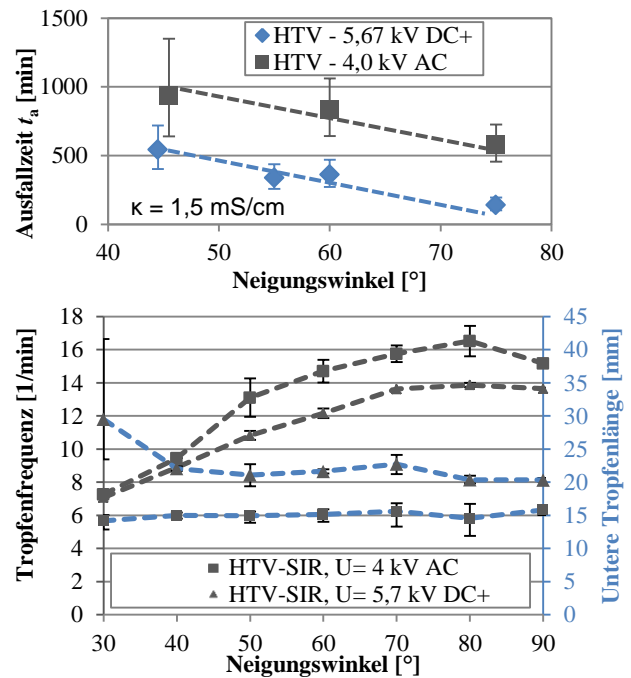 1500
1000
500
0
Ausfallzeit tₐ [min]
HTV - 5,67 kV DC+
HTV - 4,0 kV AC
κ = 1,5 mS/cm
40 50 60 70 80
Neigungswinkel [°]
18
16
14
12
10
8
6
4
2
0
Tropfenfrequenz [1/min]
45
40
35
30
25
20
15
10
5
0
Untere Tropfenlänge [mm]
HTV-SIR, U= 4 kV AC
HTV-SIR, U= 5,7 kV DC+
30 40 50 60 70 80 90
Neigungswinkel [°]